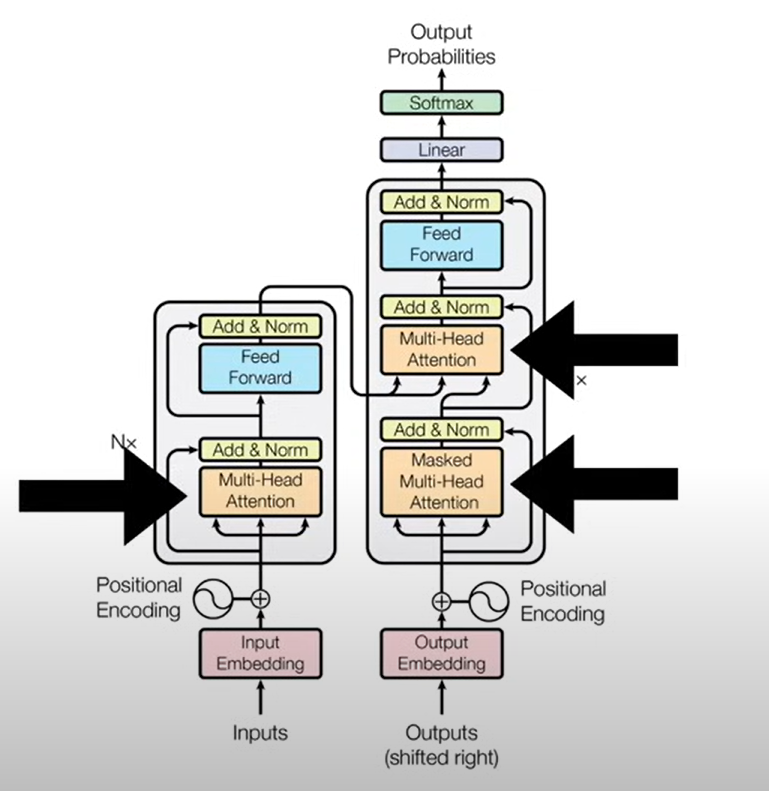 Output
Probabilities
Softmax
Linear
Add & Norm
Feed
Forward
Add & Norm
Multi-Head
Attention
×
Add & Norm
Masked
Multi-Head
Attention
Add & Norm
Feed
Forward
N×
Add & Norm
Multi-Head
Attention
Positional
Encoding
Positional
Encoding
Input
Embedding
Output
Embedding
Inputs
Outputs
(shifted right)